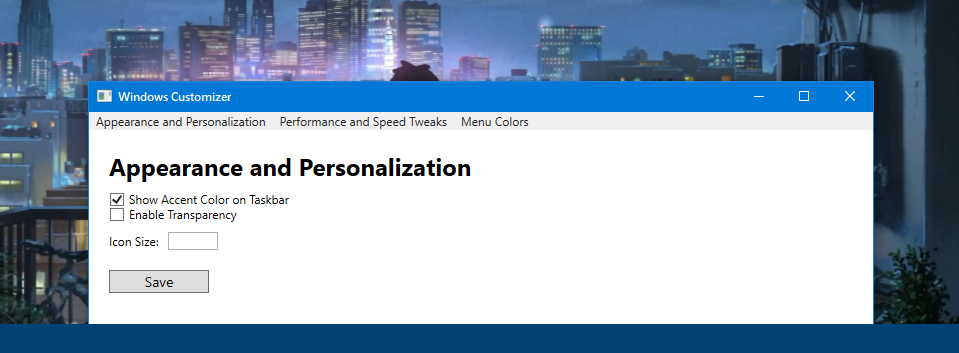 Windows Customizer
Appearance and Personalization Performance and Speed Tweaks Menu Colors
Appearance and Personalization
Show Accent Color on Taskbar
Enable Transparency
Icon Size:
Save